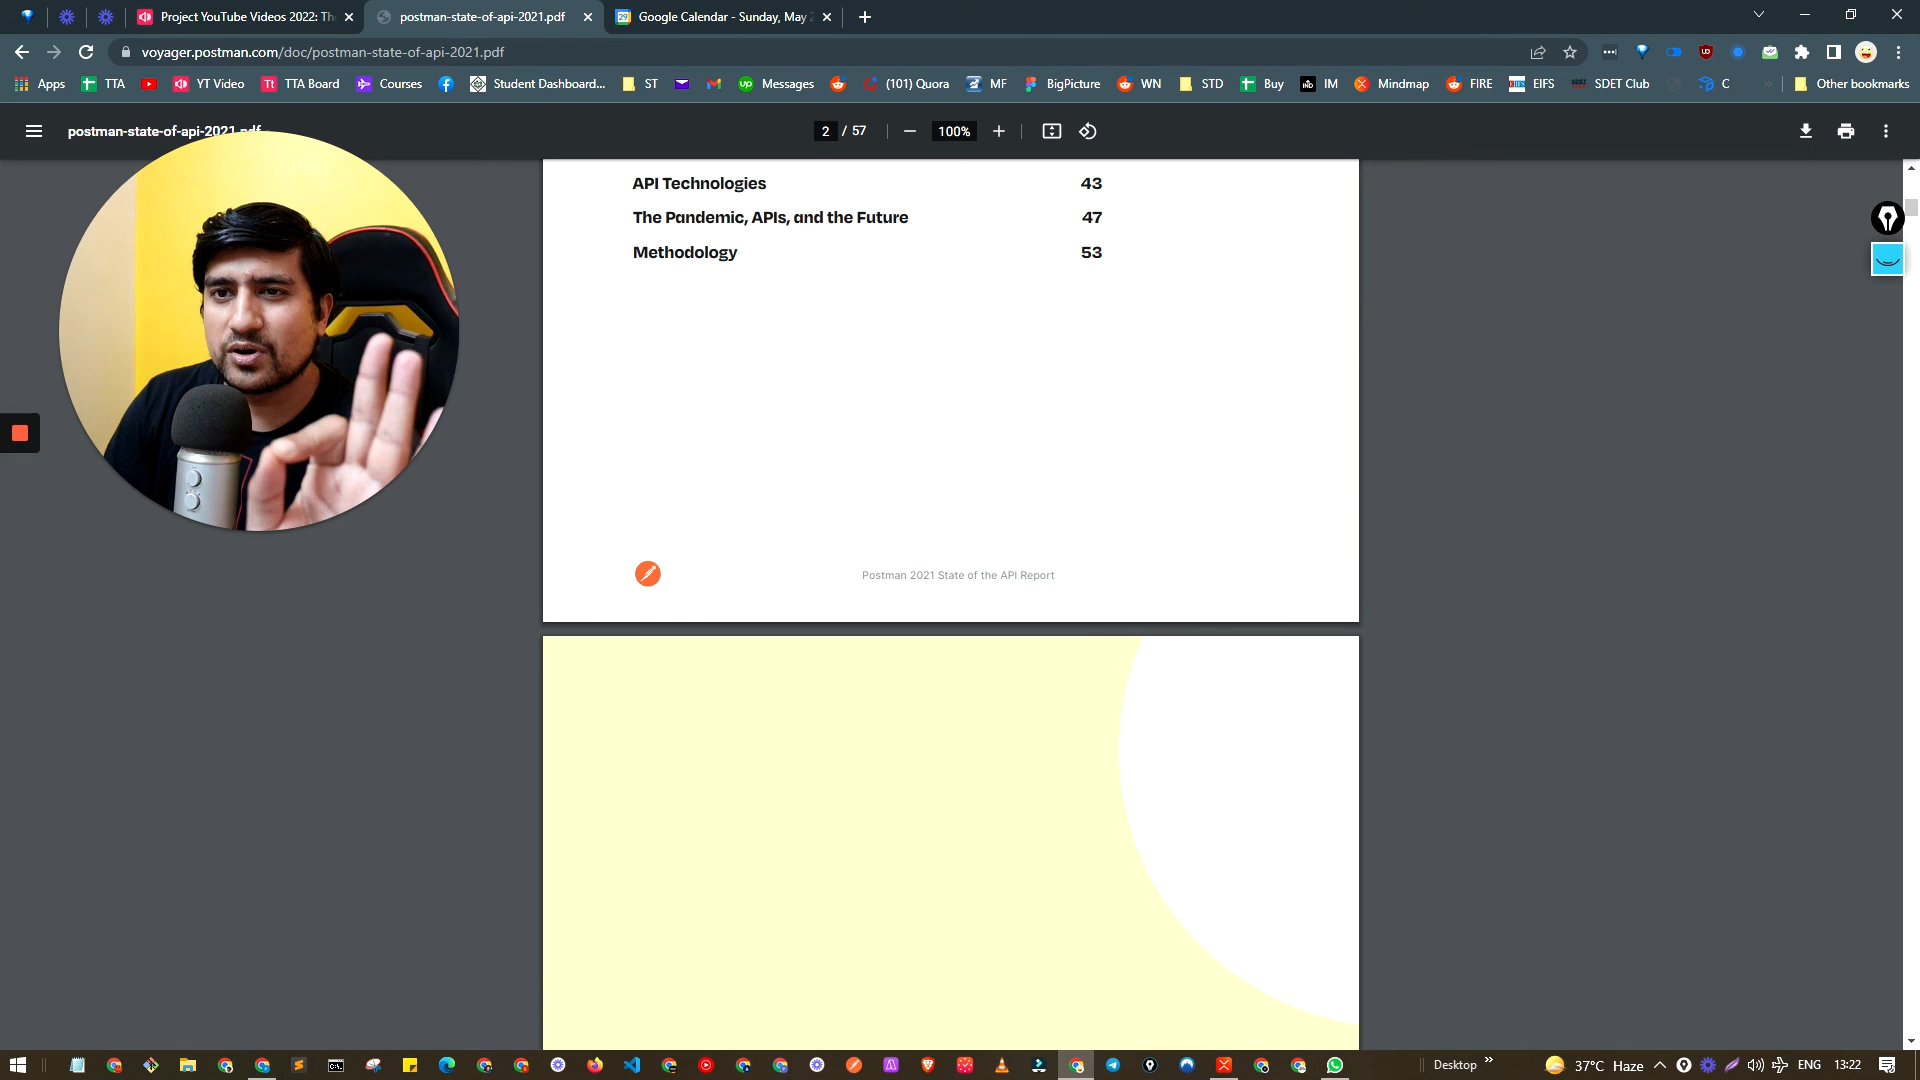 Project YouTube Videos 2022: Th
postman-state-of-api-2021.pdf
Google Calendar - Sunday, May 2
voyager.postman.com/doc/postman-state-of-api-2021.pdf
Apps
TTA
YT Video
TTA Board
Courses
Student Dashboard...
ST
Messages
(101) Quora
MF
BigPicture
WN
STD
Buy
IM
Mindmap
FIRE
EIFS
SDET Club
C
Other bookmarks
postman-state-of-api-2021.pdf
2 / 57
100%
API Technologies 43
The Pandemic, APIs, and the Future 47
Methodology 53
Postman 2021 State of the API Report
Desktop
37°C Haze
ENG
13:22